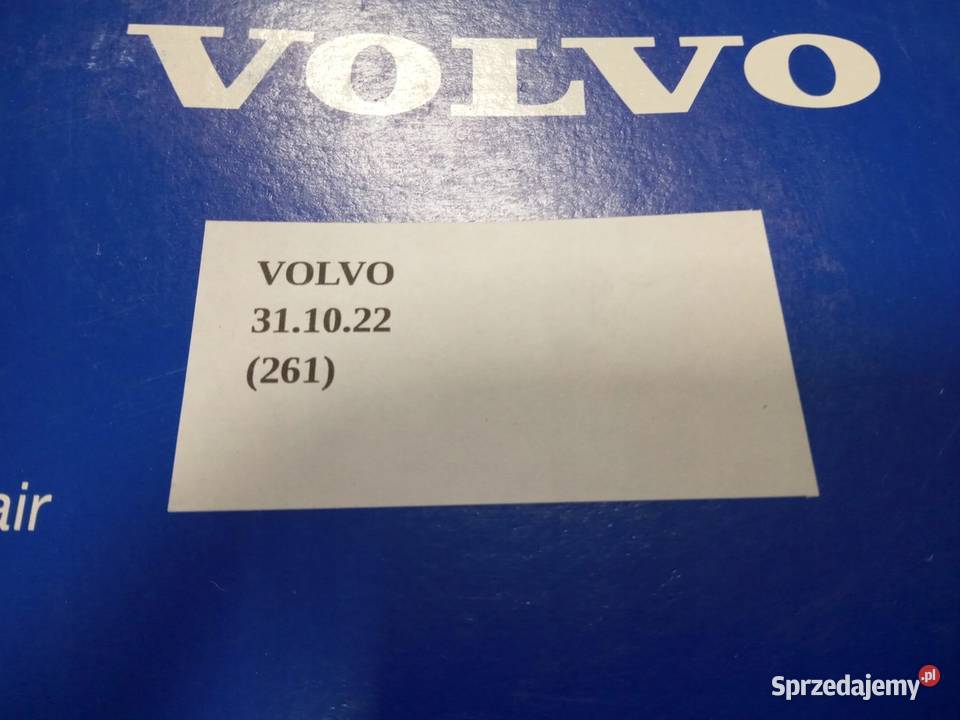 VOLVO
VOLVO
31.10.22
(261)
air
Sprzedajemy.pl